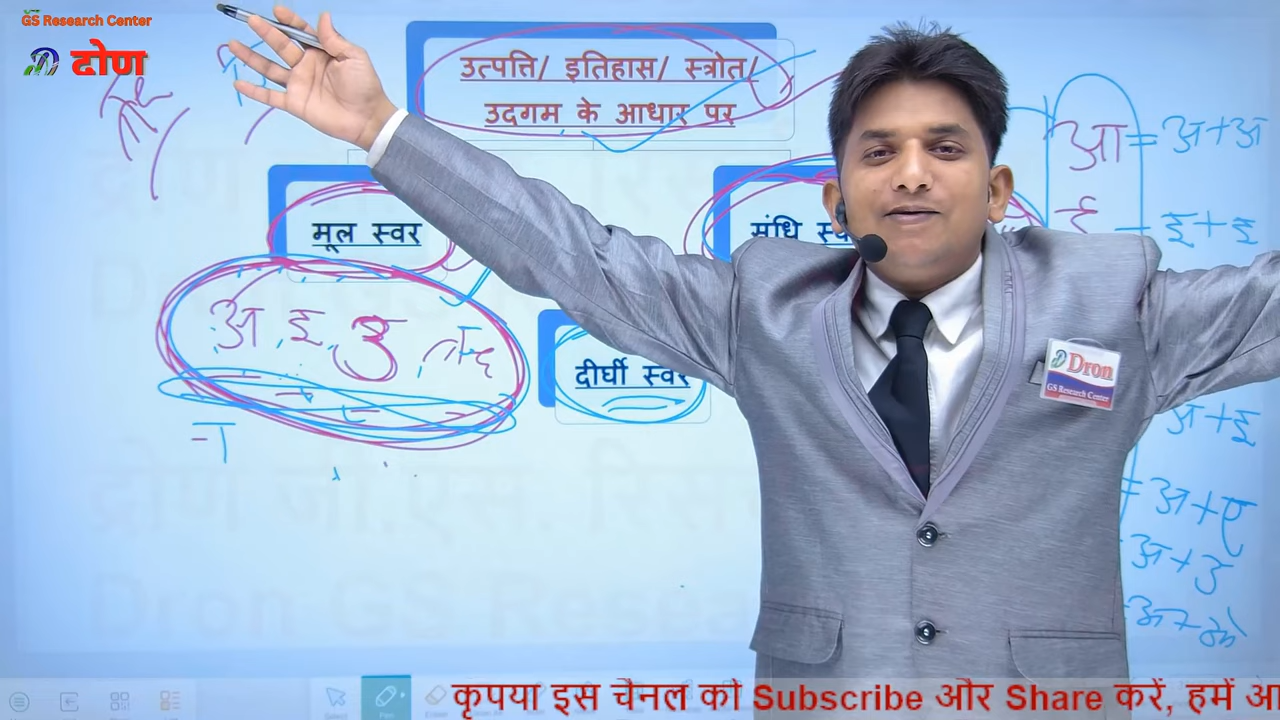 GS Research Center
द्रोण
उत्पत्ति/ इतिहास/ स्त्रोत/
उदगम के आधार पर
मूल स्वर
संधि स्व
अ इ उ ऋ
दीर्घी स्वर
आ = अ+अ
ई = इ+इ
अ+इ
= अ+ए
अ+उ
अ+ओ
Dron
GS Research Center
कृपया इस चैनल को Subscribe और Share करें, हमें आ